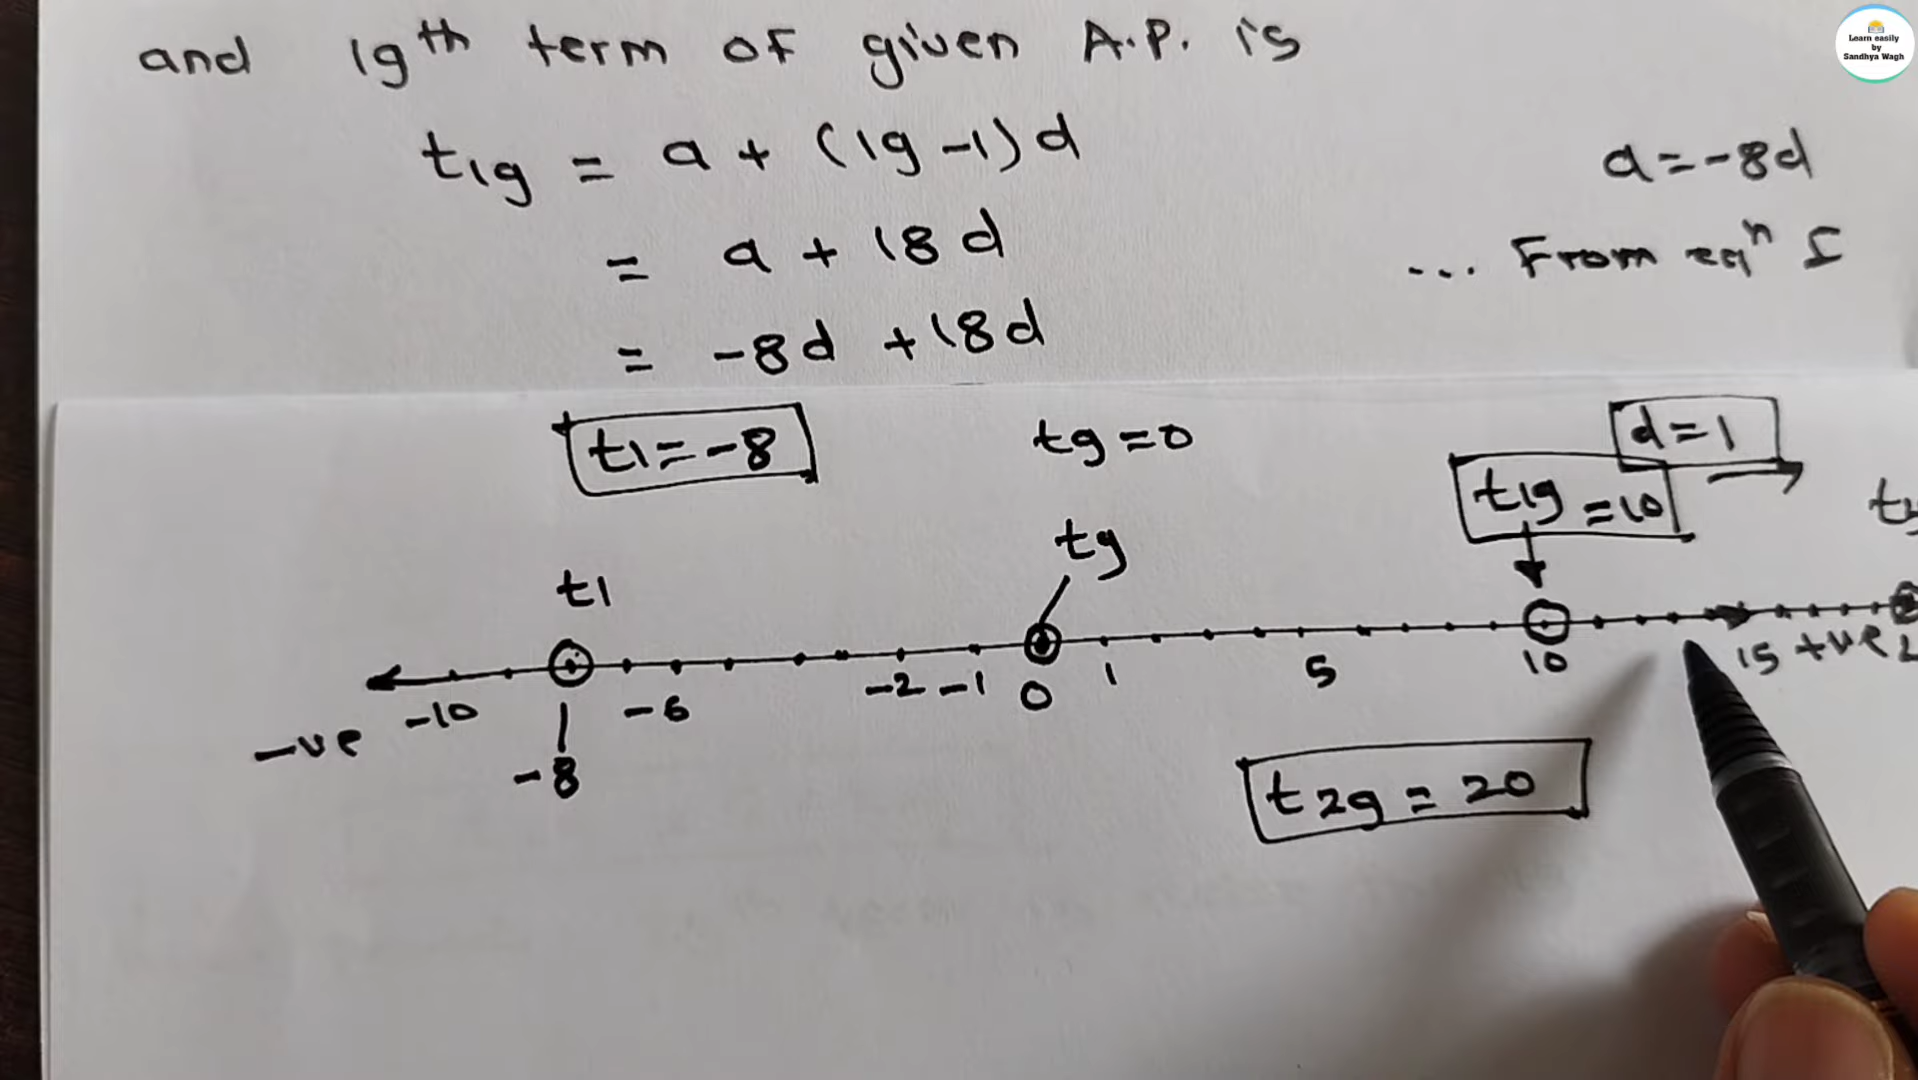 and 19th term of given A.P. is
t19 = a + (19-1)d
a=-8d
= a + 18d
... From eqn I
= -8d +18d
t1=-8
t9=0
d=1
t19=10
t9
t1
-10
-8
-6
-2 -1 0 1 5 10 15
-ve
+ve
t29 = 20
Learn easily
by
Sandhya Wagh